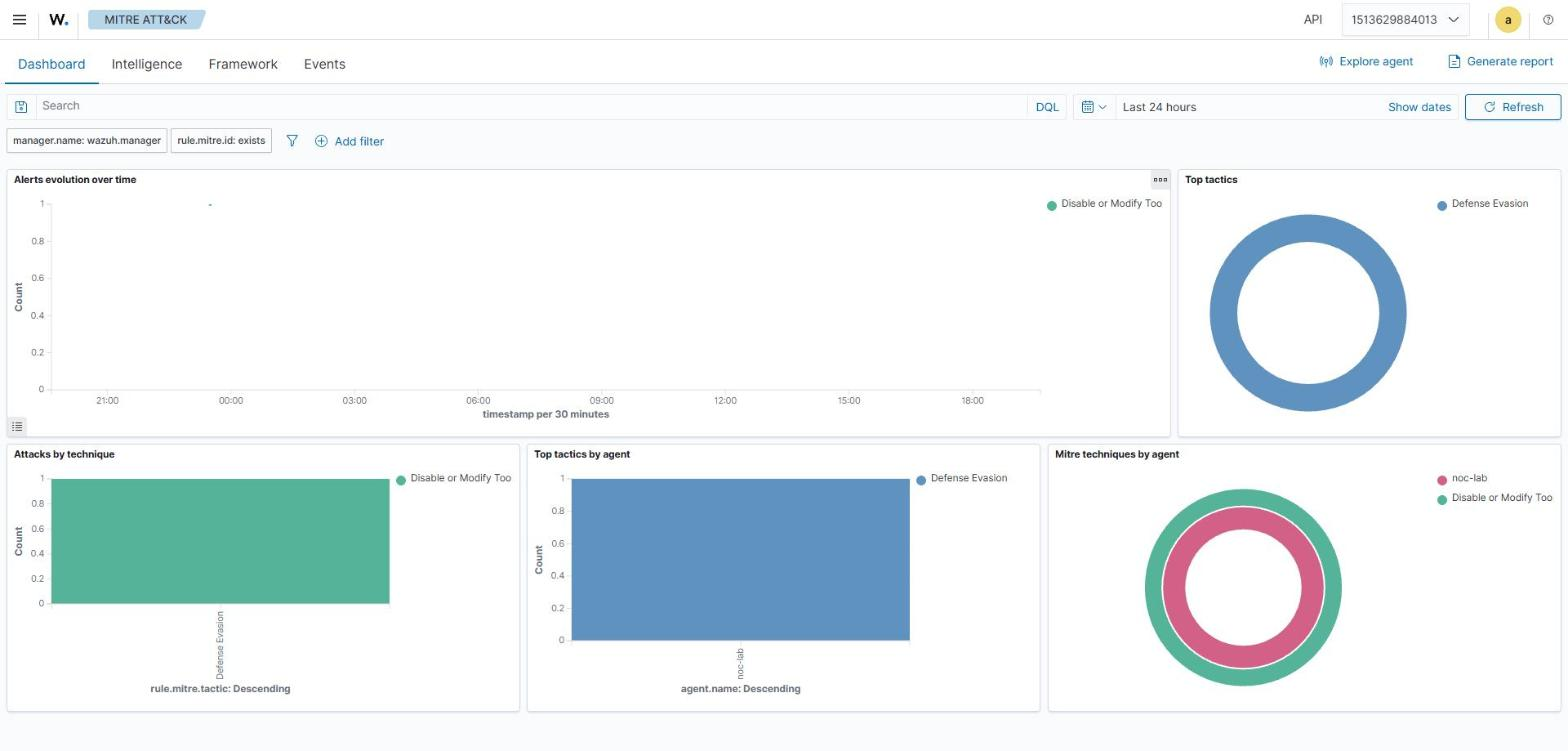 W. MITRE ATT&CK API 1513629884013 a
Dashboard Intelligence Framework Events Explore agent Generate report
Search DQL Last 24 hours Show dates Refresh
manager.name: wazuh.manager rule.mitre.id: exists Add filter
Alerts evolution over time
Count
1
0.8
0.6
0.4
0.2
0
21:00 00:00 03:00 06:00 09:00 12:00 15:00 18:00
timestamp per 30 minutes
Disable or Modify Too
Top tactics
Defense Evasion
Attacks by technique
Count
1
0.8
0.6
0.4
0.2
0
Defense Evasion
rule.mitre.tactic: Descending
Disable or Modify Too
Top tactics by agent
Count
1
0.8
0.6
0.4
0.2
0
noc-lab
agent.name: Descending
Defense Evasion
Mitre techniques by agent
noc-lab
Disable or Modify Too